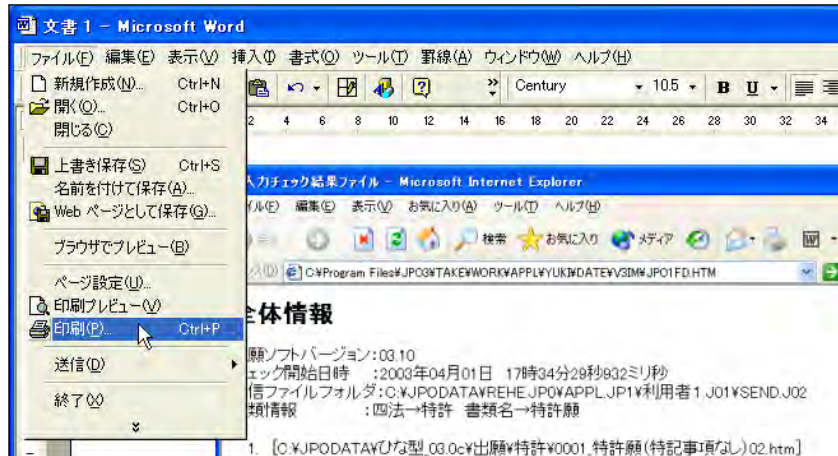 文書 1 - Microsoft Word
ファイル(F) 編集(E) 表示(V) 挿入(I) 書式(O) ツール(T) 罫線(A) ウィンドウ(W) ヘルプ(H)
新規作成(N)... Ctrl+N
開く(O)... Ctrl+O
閉じる(C)
上書き保存(S) Ctrl+S
名前を付けて保存(A)...
Web ページとして保存(G)...
ブラウザでプレビュー(B)
ページ設定(U)...
印刷プレビュー(V)
印刷(P)... Ctrl+P
送信(D)
終了(X)
Century 10.5 B U
2 4 6 8 10 12 14 16 18 20 22 24 26 28 30 32 34
入力チェック結果ファイル - Microsoft Internet Explorer
イル(F) 編集(E) 表示(V) お気に入り(A) ツール(T) ヘルプ(H)
検索 お気に入り メディア
(D) C:¥Program Files¥JPO3¥TAKE¥WORK¥APPL¥YUKI¥DATE¥V3IM¥JPO1FD.HTM
全体情報
願ソフトバージョン:03.10
ェック開始日時 :2003年04月01日 17時34分29秒932ミリ秒
信ファイルフォルダ:C:¥JPODATA¥REHE.JP0¥APPL.JP1¥利用者1.J01¥SEND.J02
類情報 :四法→特許 書類名→特許願
1. [C:¥JPODATA¥ひな型_03.0c¥出願¥特許¥0001_特許願(特記事項なし)02.htm]